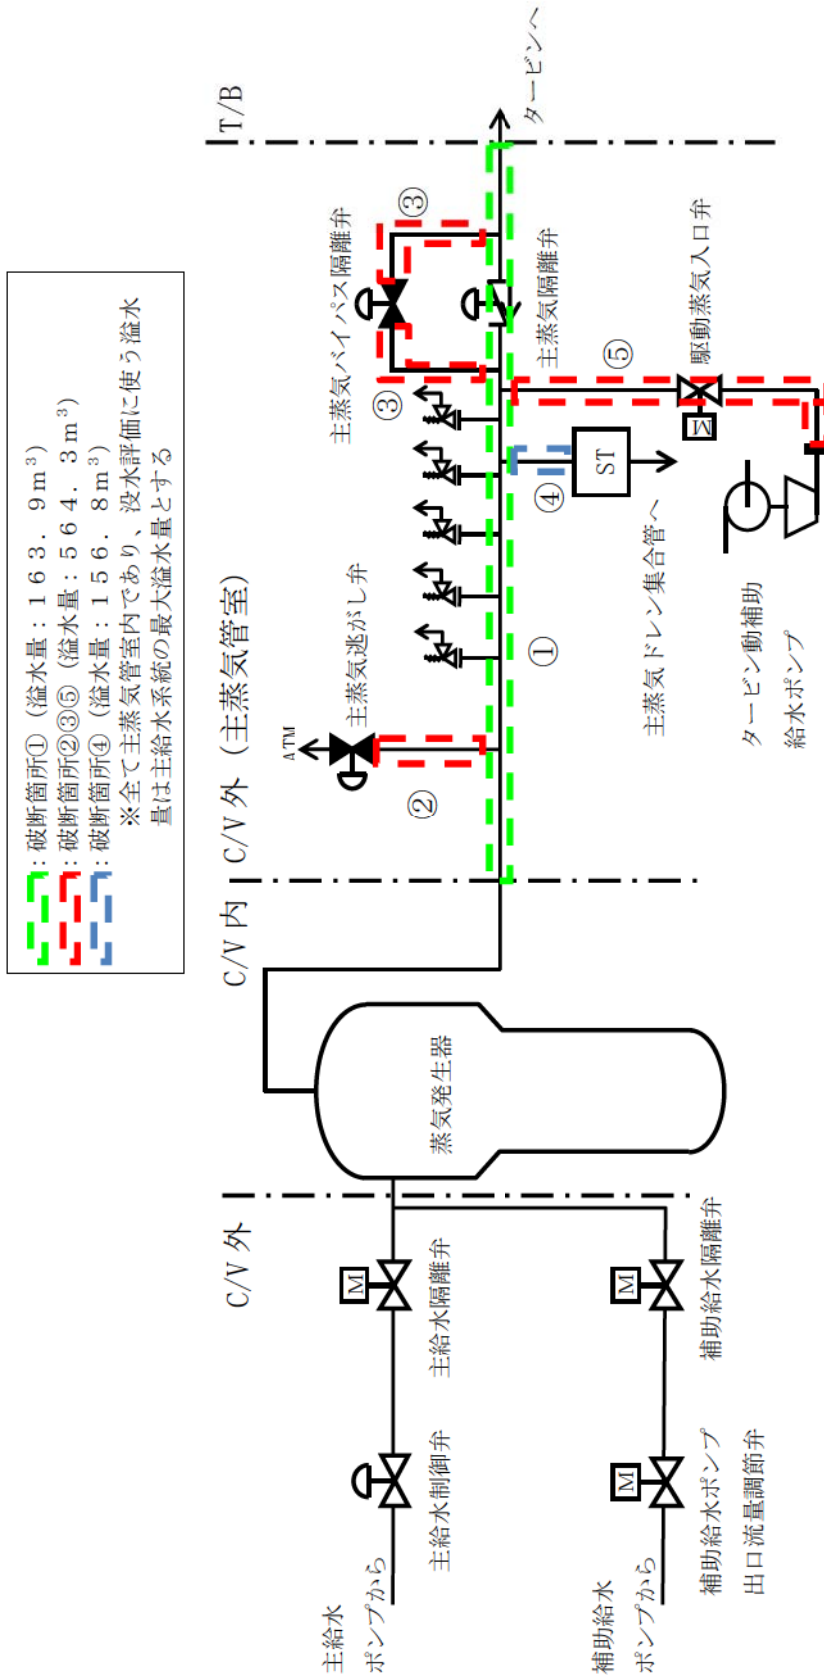 ：破断箇所①（溢水量：１６３．９ｍ³）
：破断箇所②③⑤（溢水量：５６４．３ｍ³）
：破断箇所④（溢水量：１５６．８ｍ³）
※全て主蒸気管室内であり、没水評価に使う溢水
量は主給水系統の最大溢水量とする
C/V 外
C/V 内
C/V 外（主蒸気管室）
T/B
ATM
主蒸気逃がし弁
主蒸気バイパス隔離弁
②
③
③
タービンへ
主蒸気隔離弁
①
④
⑤
ST
主蒸気ドレン集合管へ
M
駆動蒸気入口弁
タービン動補助
給水ポンプ
蒸気発生器
主給水
ポンプから
主給水制御弁
M
主給水隔離弁
補助給水
ポンプから
M
補助給水ポンプ
出口流量調節弁
M
補助給水隔離弁